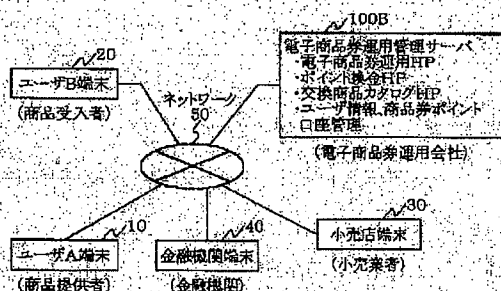 100B
電子商品券運用管理サーバ
・電子商品券運用HP
・ポイント換金HP
・交換商品カタログHP
・ユーザ情報、商品券ポイント
口座管理
(電子商品券運用会社)
20
ユーザB端末
(商品受入者)
ネットワーク
50
10
ユーザA端末
(商品提供者)
40
金融機関端末
(金融機関)
30
小売店端末
(小売業者)